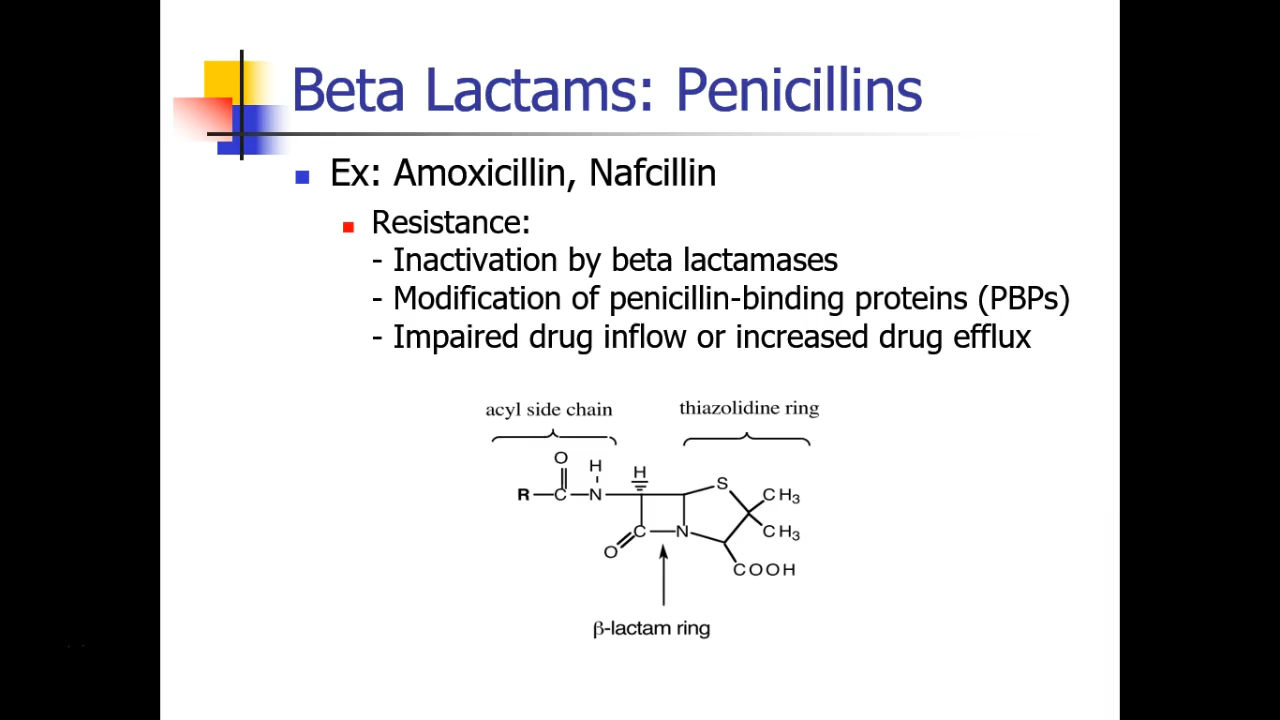 Beta Lactams: Penicillins
Ex: Amoxicillin, Nafcillin
Resistance:
- Inactivation by beta lactamases
- Modification of penicillin-binding proteins (PBPs)
- Impaired drug inflow or increased drug efflux
acyl side chain
thiazolidine ring
O
H
H
S
R C N
CH₃
C N
CH₃
O
COOH
β-lactam ring